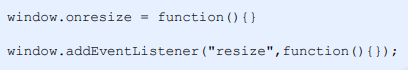 window.onresize = function(){}
window.addEventListener("resize",function(){});